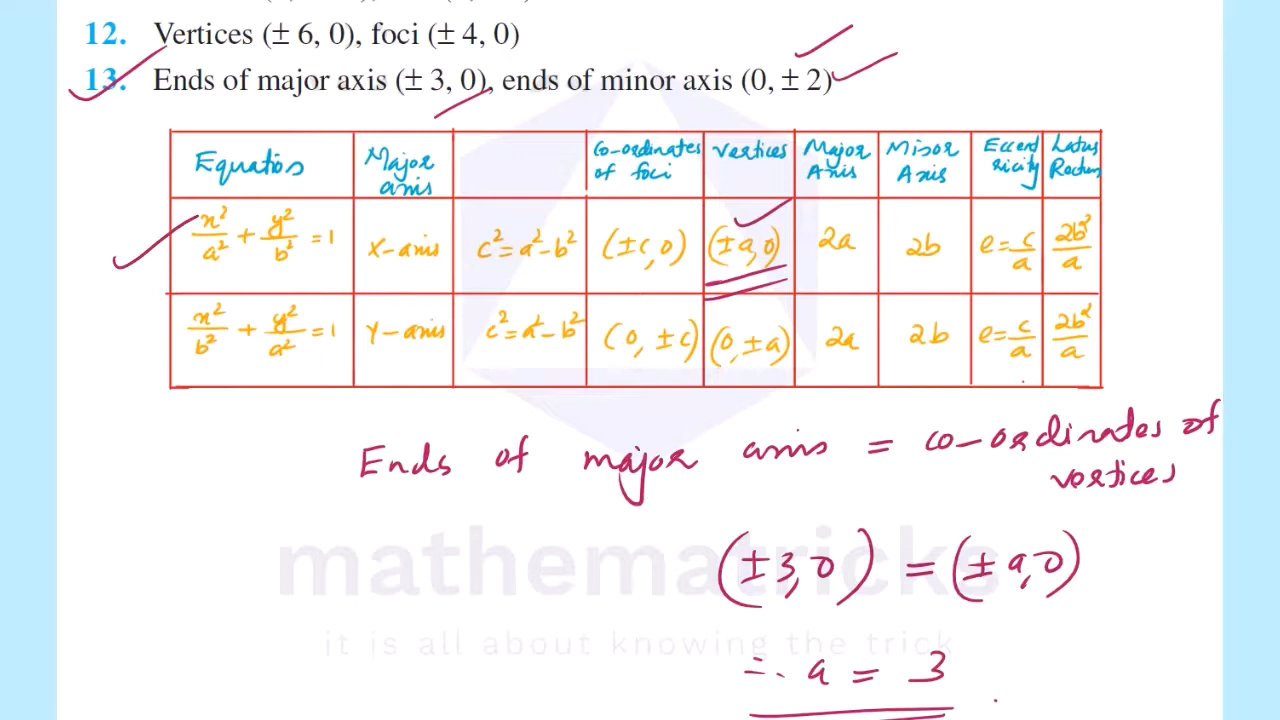 12. Vertices (± 6, 0), foci (± 4, 0)
13. Ends of major axis (± 3, 0), ends of minor axis (0, ± 2)
Equation | Major axis | | Co-ordinates of foci | vertices | Major Axis | Minor Axis | Eccentricity | Latus Rectum
x²/a² + y²/b² = 1 | X-axis | c² = a² - b² | (±c, 0) | (±a, 0) | 2a | 2b | e = c/a | 2b²/a
x²/b² + y²/a² = 1 | Y-axis | c² = a² - b² | (0, ±c) | (0, ±a) | 2a | 2b | e = c/a | 2b²/a
Ends of major axis = co-ordinates of
vertices
(±3, 0) = (±a, 0)
∴ a = 3
mathematricks
it is all about knowing the trick